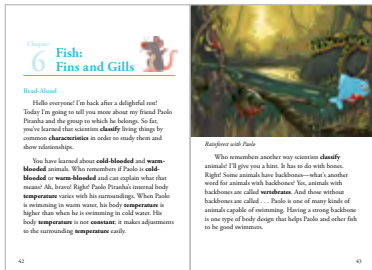 Chapter
6
Fish:
Fins and Gills
Read-Aloud
Hello everyone! I'm back after a delightful rest!
Today I'm going to tell you more about my friend Paolo
Piranha and the group to which he belongs. So far,
you've learned that scientists classify living things by
common characteristics in order to study them and
show relationships.
You have learned about cold-blooded and warm-
blooded animals. Who remembers if Paolo is cold-
blooded or warm-blooded and can explain what that
means? Ah, bravo! Right! Paolo Piranha's internal body
temperature varies with his surroundings. When Paolo
is swimming in warm water, his body temperature is
higher than when he is swimming in cold water. His
body temperature is not constant; it makes adjustments
to the surrounding temperature easily.
42
Rainforest with Paolo
Who remembers another way scientists classify
animals? I'll give you a hint. It has to do with bones.
Right! Some animals have backbones—what's another
word for animals with backbones? Yes, animals with
backbones are called vertebrates. And those without
backbones are called . . . Paolo is one of many kinds of
animals capable of swimming. Having a strong backbone
is one type of body design that helps Paolo and other fish
to be good swimmers.
43